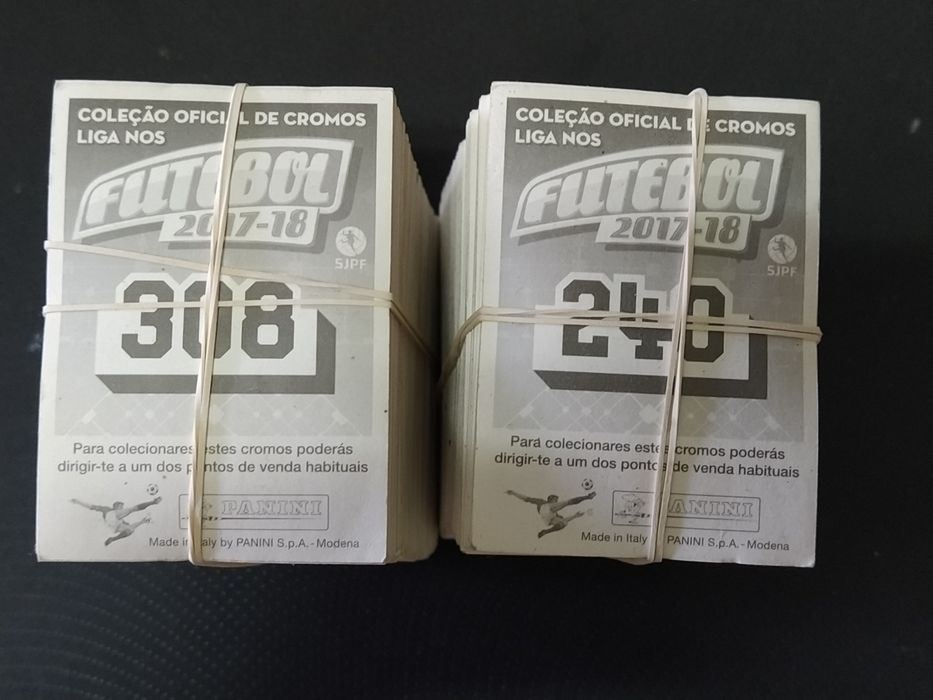 COLEÇÃO OFICIAL DE CROMOS
LIGA NOS
FUTEBOL
2017-18
SJPF
308
Para colecionares estes cromos poderás
dirigir-te a um dos pontos de venda habituais
PANINI
Made in Italy by PANINI S.p.A. - Modena
COLEÇÃO OFICIAL DE CROMOS
LIGA NOS
FUTEBOL
2017-18
SJPF
240
Para colecionares estes cromos poderás
dirigir-te a um dos pontos de venda habituais
PANINI
Made in Italy by PANINI S.p.A. - Modena